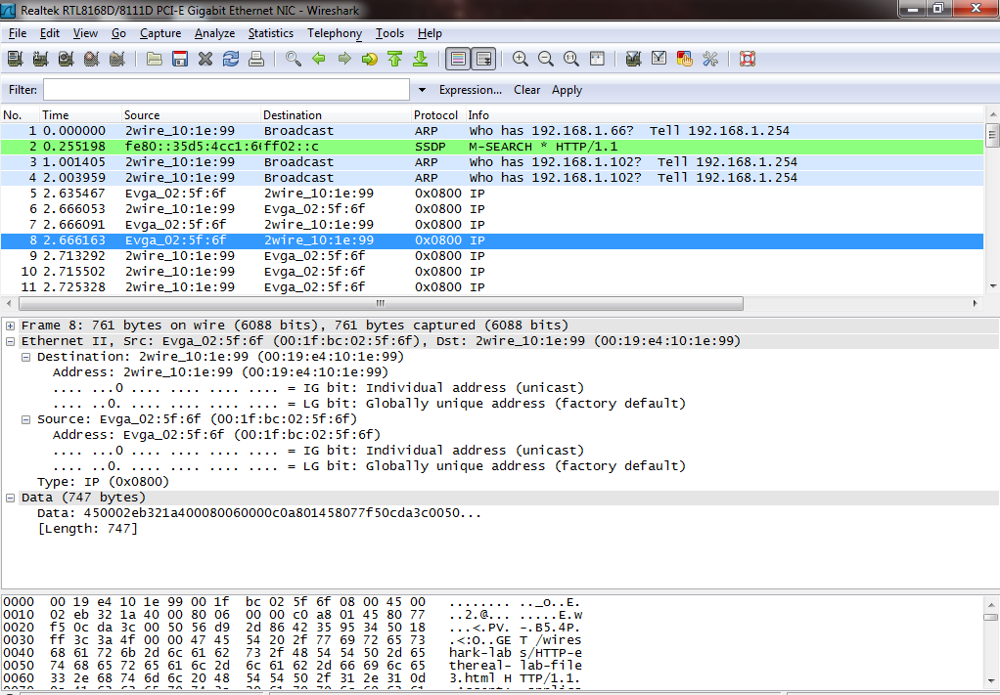 Realtek RTL8168D/8111D PCI-E Gigabit Ethernet NIC - Wireshark
File Edit View Go Capture Analyze Statistics Telephony Tools Help
Filter: Expression... Clear Apply
No. Time Source Destination Protocol Info
1 0.000000 2wire_10:1e:99 Broadcast ARP Who has 192.168.1.66? Tell 192.168.1.254
2 0.255198 fe80::35d5:4cc1:6 ff02::c SSDP M-SEARCH * HTTP/1.1
3 1.001405 2wire_10:1e:99 Broadcast ARP Who has 192.168.1.102? Tell 192.168.1.254
4 2.003959 2wire_10:1e:99 Broadcast ARP Who has 192.168.1.102? Tell 192.168.1.254
5 2.635467 Evga_02:5f:6f 2wire_10:1e:99 0x0800 IP
6 2.666053 2wire_10:1e:99 Evga_02:5f:6f 0x0800 IP
7 2.666091 2wire_10:1e:99 Evga_02:5f:6f 0x0800 IP
8 2.666163 Evga_02:5f:6f 2wire_10:1e:99 0x0800 IP
9 2.713292 2wire_10:1e:99 Evga_02:5f:6f 0x0800 IP
10 2.715502 2wire_10:1e:99 Evga_02:5f:6f 0x0800 IP
11 2.725328 2wire_10:1e:99 Evga_02:5f:6f 0x0800 IP
Frame 8: 761 bytes on wire (6088 bits), 761 bytes captured (6088 bits)
Ethernet II, Src: Evga_02:5f:6f (00:1f:bc:02:5f:6f), Dst: 2wire_10:1e:99 (00:19:e4:10:1e:99)
Destination: 2wire_10:1e:99 (00:19:e4:10:1e:99)
Address: 2wire_10:1e:99 (00:19:e4:10:1e:99)
.... ...0 .... .... .... .... = IG bit: Individual address (unicast)
.... ..0. .... .... .... .... = LG bit: Globally unique address (factory default)
Source: Evga_02:5f:6f (00:1f:bc:02:5f:6f)
Address: Evga_02:5f:6f (00:1f:bc:02:5f:6f)
.... ...0 .... .... .... .... = IG bit: Individual address (unicast)
.... ..0. .... .... .... .... = LG bit: Globally unique address (factory default)
Type: IP (0x0800)
Data (747 bytes)
Data: 450002eb321a400080060000c0a801458077f50cda3c0050...
[Length: 747]
0000 00 19 e4 10 1e 99 00 1f bc 02 5f 6f 08 00 45 00 ........ .._o..E.
0010 02 eb 32 1a 40 00 80 06 00 00 c0 a8 01 45 80 77 ..2.@... .....E.w
0020 f5 0c da 3c 00 50 56 d9 2d 86 42 35 95 34 50 18 ...<.PV. -.B5.4P.
0030 ff 3c 3a 4f 00 00 47 45 54 20 2f 77 69 72 65 73 .<:O..GE T /wires
0040 68 61 72 6b 2d 6c 61 62 73 2f 48 54 54 50 2d 65 hark-lab s/HTTP-e
0050 74 68 65 72 65 61 6c 2d 6c 61 62 2d 66 69 6c 65 thereal- lab-file
0060 33 2e 68 74 6d 6c 20 48 54 54 50 2f 31 2e 31 0d 3.html H TTP/1.1.